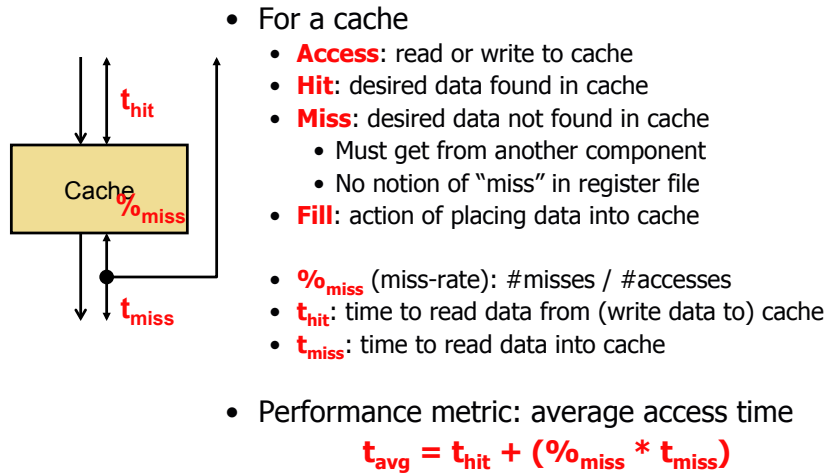 t_hit
Cache
%_miss
t_miss
• For a cache
• Access: read or write to cache
• Hit: desired data found in cache
• Miss: desired data not found in cache
• Must get from another component
• No notion of “miss” in register file
• Fill: action of placing data into cache
• %_miss (miss-rate): #misses / #accesses
• t_hit: time to read data from (write data to) cache
• t_miss: time to read data into cache
• Performance metric: average access time
t_avg = t_hit + (%_miss * t_miss)